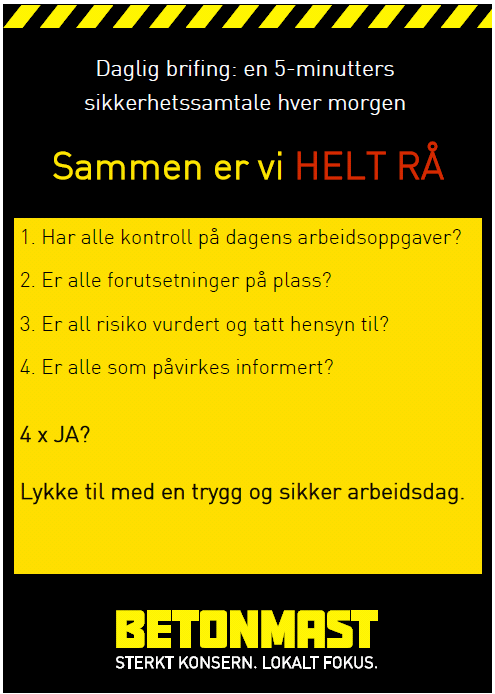 Daglig brifing: en 5-minutters
sikkerhetssamtale hver morgen
Sammen er vi HELT RÅ
1. Har alle kontroll på dagens arbeidsoppgaver?
2. Er alle forutsetninger på plass?
3. Er all risiko vurdert og tatt hensyn til?
4. Er alle som påvirkes informert?
4 x JA?
Lykke til med en trygg og sikker arbeidsdag.
BETONMAST
STERKT KONSERN. LOKALT FOKUS.